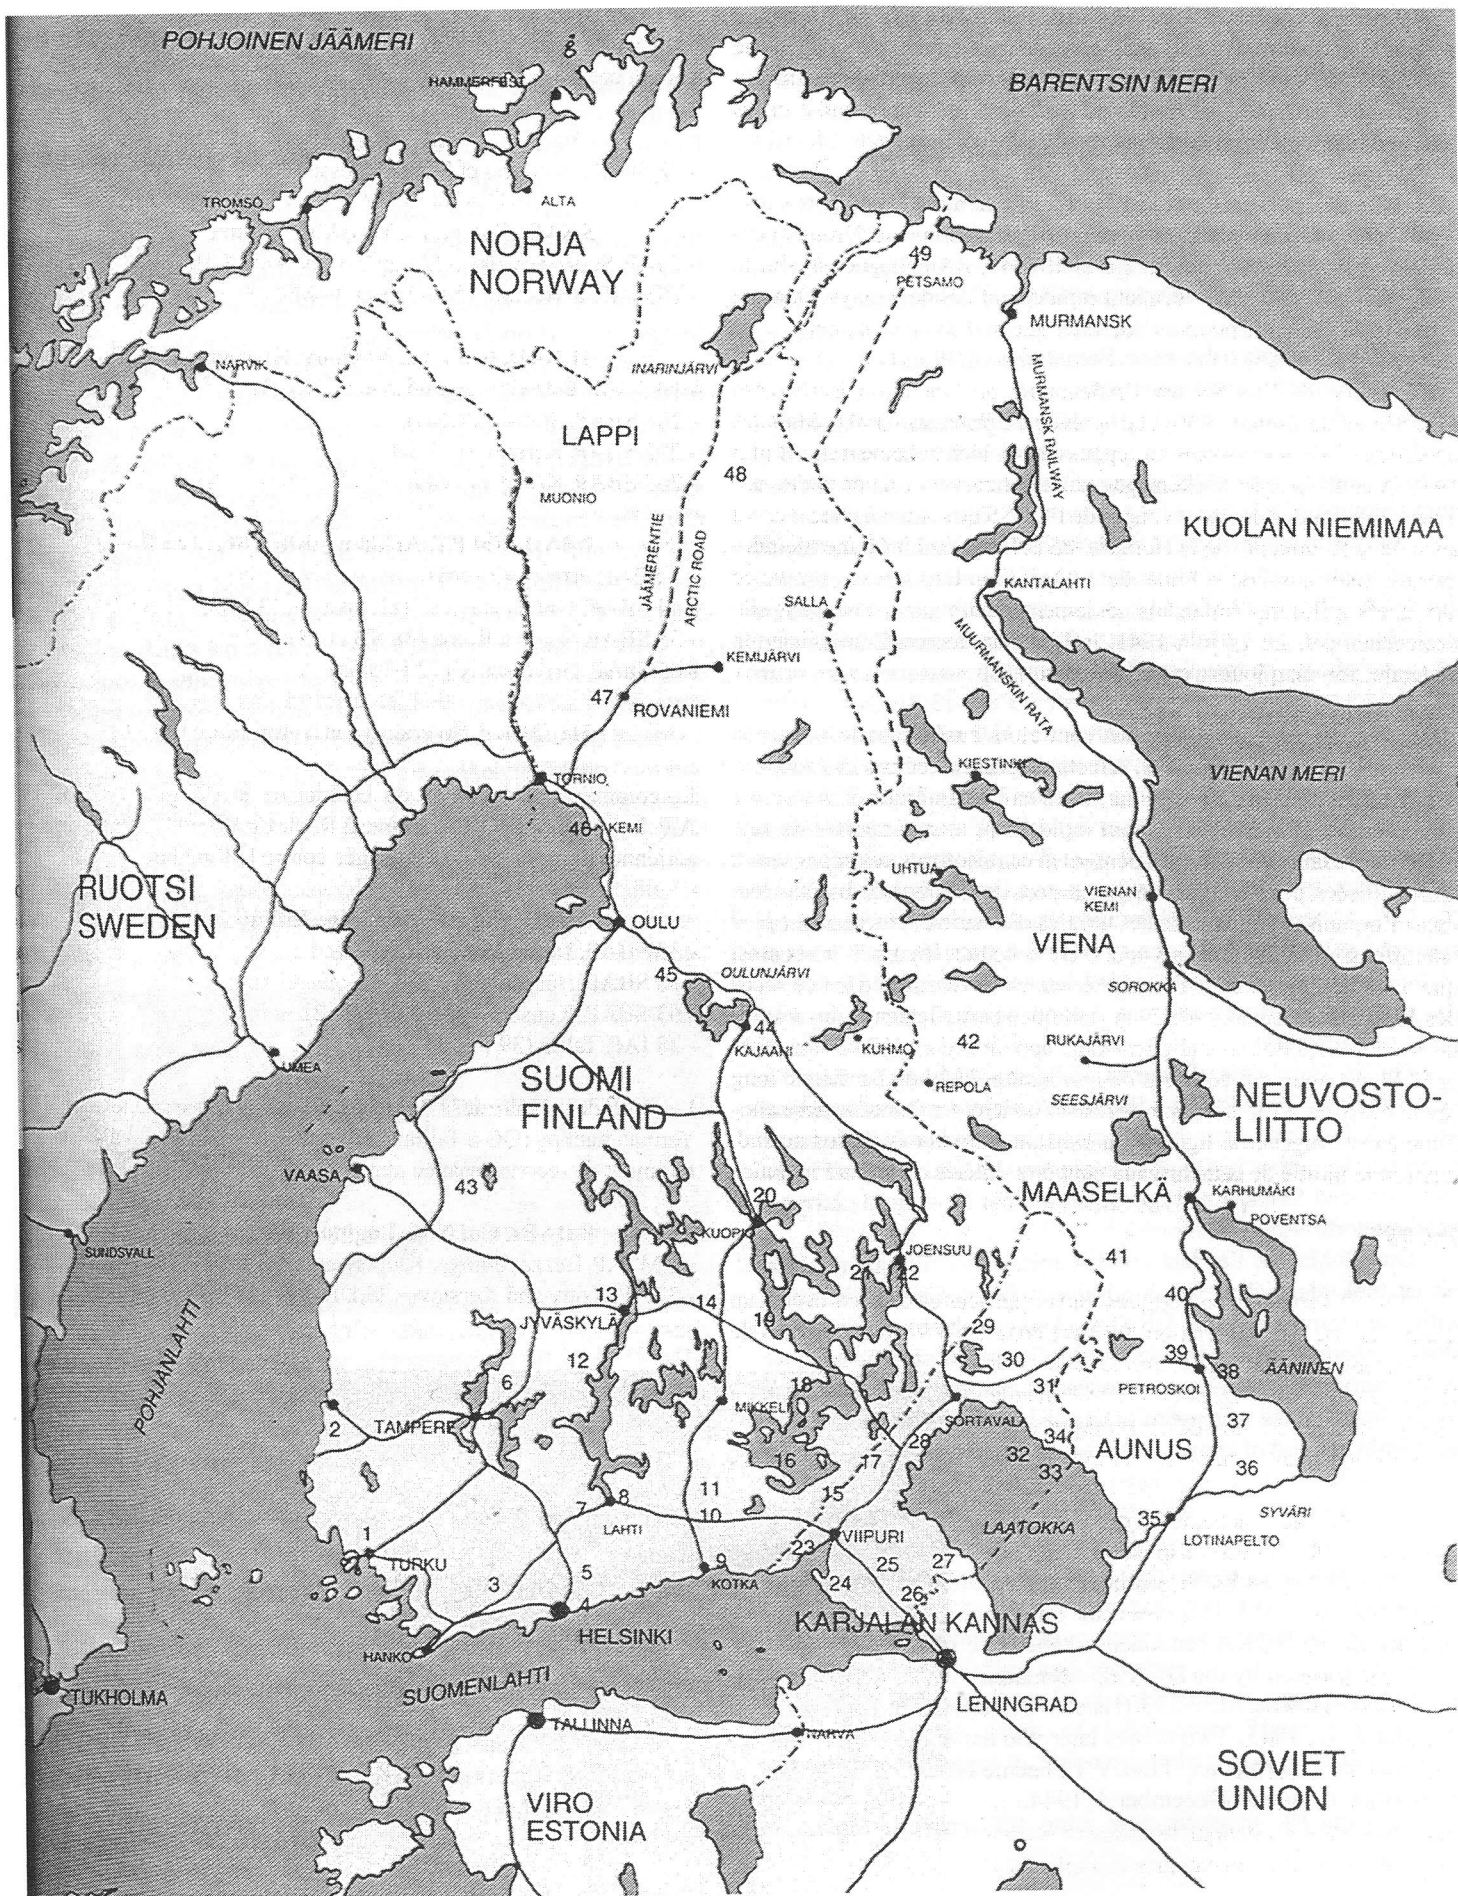 POHJOINEN JÄÄMERI
BARENTSIN MERI
HAMMERFEST
TROMSÖ
ALTA
NORJA
NORWAY
49
PETSAMO
MURMANSK
NARVIK
INARINJÄRVI
MURMANSK RAILWAY
LAPPI
48
MUONIO
KUOLAN NIEMIMAA
JÄÄMERENTIE
ARCTIC ROAD
KANTALAHTI
SALLA
MUURMANSKIN RATA
KEMIJÄRVI
47
ROVANIEMI
TORNIO
KIESTINKI
VIENAN MERI
46
KEMI
UHTUA
RUOTSI
SWEDEN
VIENAN
KEMI
OULU
VIENA
45
OULUNJÄRVI
SOROKKA
44
KAJAANI
KUHMO
42
RUKAJÄRVI
UMEA
SUOMI
FINLAND
REPOLA
SEESJÄRVI
NEUVOSTO-
LIITTO
VAASA
43
20
MAASELKÄ
KARHUMÄKI
POVENTSA
SUNDSVALL
KUOPIO
JOENSUU
41
21
22
13
14
40
JYVÄSKYLÄ
19
29
POHJANLAHTI
12
30
39
38
ÄÄNINEN
6
18
31
PETROSKOI
2
TAMPERE
MIKKELI
SORTAVALA
37
28
34
AUNUS
16
17
32
33
36
11
15
7
8
10
35
SYVÄRI
LAHTI
LAATOKKA
LOTINAPELTO
1
VIIPURI
TURKU
23
9
25
27
3
5
KOTKA
24
26
4
KARJALAN KANNAS
HELSINKI
HANKO
SUOMENLAHTI
TUKHOLMA
LENINGRAD
TALLINNA
NARVA
SOVIET
UNION
VIRO
ESTONIA